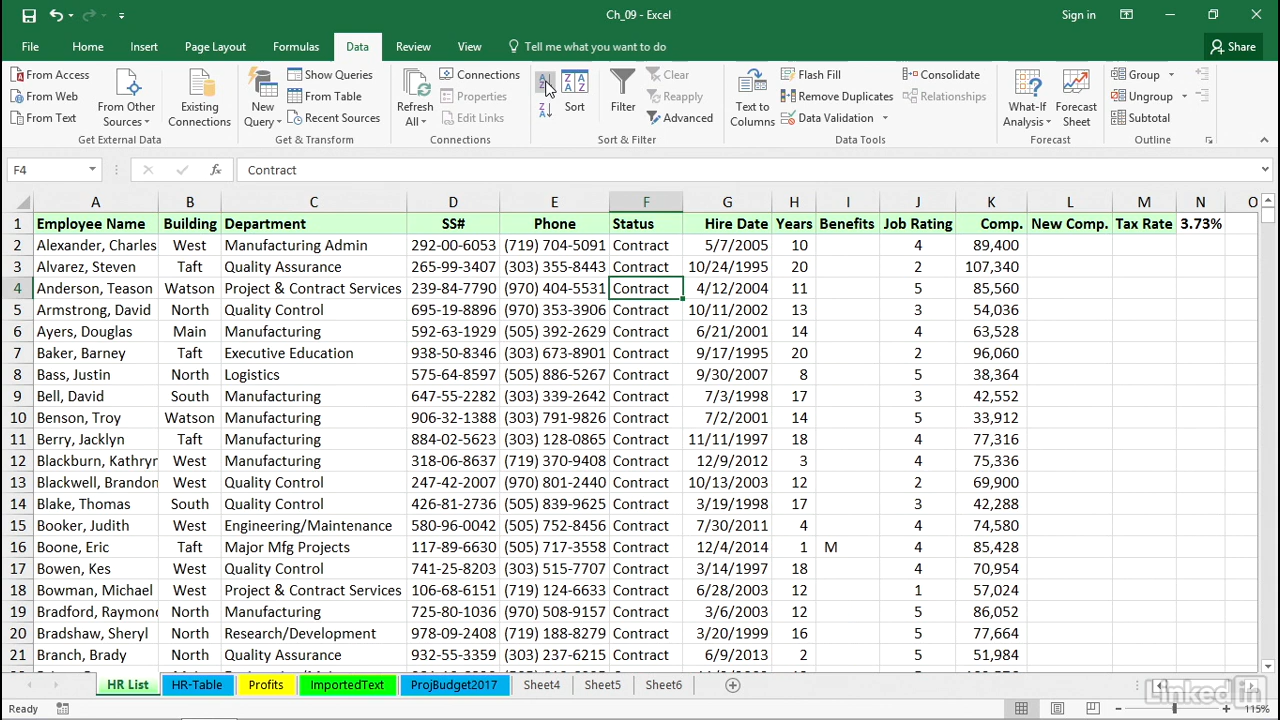 Ch_09 - Excel
Sign in
File Home Insert Page Layout Formulas Data Review View Tell me what you want to do Share
From Access
From Web
From Text
From Other Sources
Existing Connections
Get External Data
New Query
Show Queries
From Table
Recent Sources
Get & Transform
Refresh All
Connections
Properties
Edit Links
Connections
Sort
Filter
Clear
Reapply
Advanced
Sort & Filter
Text to Columns
Flash Fill
Remove Duplicates
Data Validation
Consolidate
Relationships
Data Tools
What-If Analysis
Forecast Sheet
Forecast
Group
Ungroup
Subtotal
Outline
F4 fx Contract
A B C D E F G H I J K L M N O
1 Employee Name Building Department SS# Phone Status Hire Date Years Benefits Job Rating Comp. New Comp. Tax Rate 3.73%
2 Alexander, Charles West Manufacturing Admin 292-00-6053 (719) 704-5091 Contract 5/7/2005 10 4 89,400
3 Alvarez, Steven Taft Quality Assurance 265-99-3407 (303) 355-8443 Contract 10/24/1995 20 2 107,340
4 Anderson, Teason Watson Project & Contract Services 239-84-7790 (970) 404-5531 Contract 4/12/2004 11 5 85,560
5 Armstrong, David North Quality Control 695-19-8896 (970) 353-3906 Contract 10/11/2002 13 3 54,036
6 Ayers, Douglas Main Manufacturing 592-63-1929 (505) 392-2629 Contract 6/21/2001 14 4 63,528
7 Baker, Barney Taft Executive Education 938-50-8346 (303) 673-8901 Contract 9/17/1995 20 2 96,060
8 Bass, Justin North Logistics 575-64-8597 (505) 886-5267 Contract 9/30/2007 8 5 38,364
9 Bell, David South Manufacturing 647-55-2282 (303) 339-2642 Contract 7/3/1998 17 3 42,552
10 Benson, Troy Watson Manufacturing 906-32-1388 (303) 791-9826 Contract 7/2/2001 14 5 33,912
11 Berry, Jacklyn Taft Manufacturing 884-02-5623 (303) 128-0865 Contract 11/11/1997 18 4 77,316
12 Blackburn, Kathryn West Manufacturing 318-06-8637 (719) 370-9408 Contract 12/9/2012 3 4 75,336
13 Blackwell, Brandon West Quality Control 247-42-2007 (970) 801-2440 Contract 10/13/2003 12 2 69,900
14 Blake, Thomas South Quality Control 426-81-2736 (505) 839-9625 Contract 3/19/1998 17 3 42,288
15 Booker, Judith West Engineering/Maintenance 580-96-0042 (505) 752-8456 Contract 7/30/2011 4 4 74,580
16 Boone, Eric Taft Major Mfg Projects 117-89-6630 (505) 717-3558 Contract 12/4/2014 1 M 4 85,428
17 Bowen, Kes West Quality Control 741-25-8203 (303) 515-7707 Contract 3/14/1997 18 4 70,954
18 Bowman, Michael West Project & Contract Services 106-68-6151 (719) 124-6633 Contract 6/28/2003 12 1 57,024
19 Bradford, Raymond North Manufacturing 725-80-1036 (970) 508-9157 Contract 3/6/2003 12 5 86,052
20 Bradshaw, Sheryl North Research/Development 978-09-2408 (719) 188-8279 Contract 3/20/1999 16 5 77,664
21 Branch, Brady North Quality Assurance 932-55-3359 (303) 237-6215 Contract 6/9/2013 2 5 51,984
HR List HR-Table Profits ImportedText ProjBudget2017 Sheet4 Sheet5 Sheet6
Ready 115%
Linked in